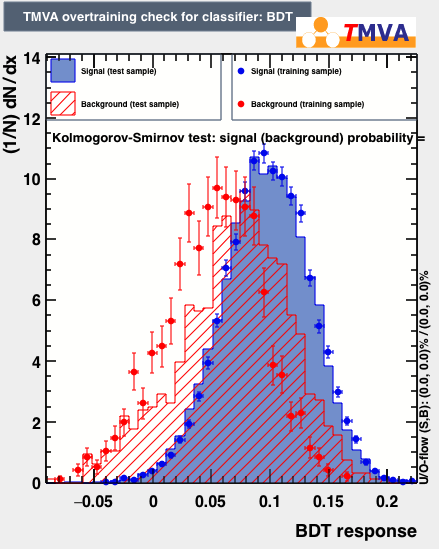 TMVA overtraining check for classifier: BDT
TMVA
(1/N) dN / dx
Signal (test sample)
Background (test sample)
Signal (training sample)
Background (training sample)
Kolmogorov-Smirnov test: signal (background) probability =
14
12
10
8
6
4
2
0
−0.05
0
0.05
0.1
0.15
0.2
BDT response
U/O-flow (S,B): (0.0, 0.0)% / (0.0, 0.0)%